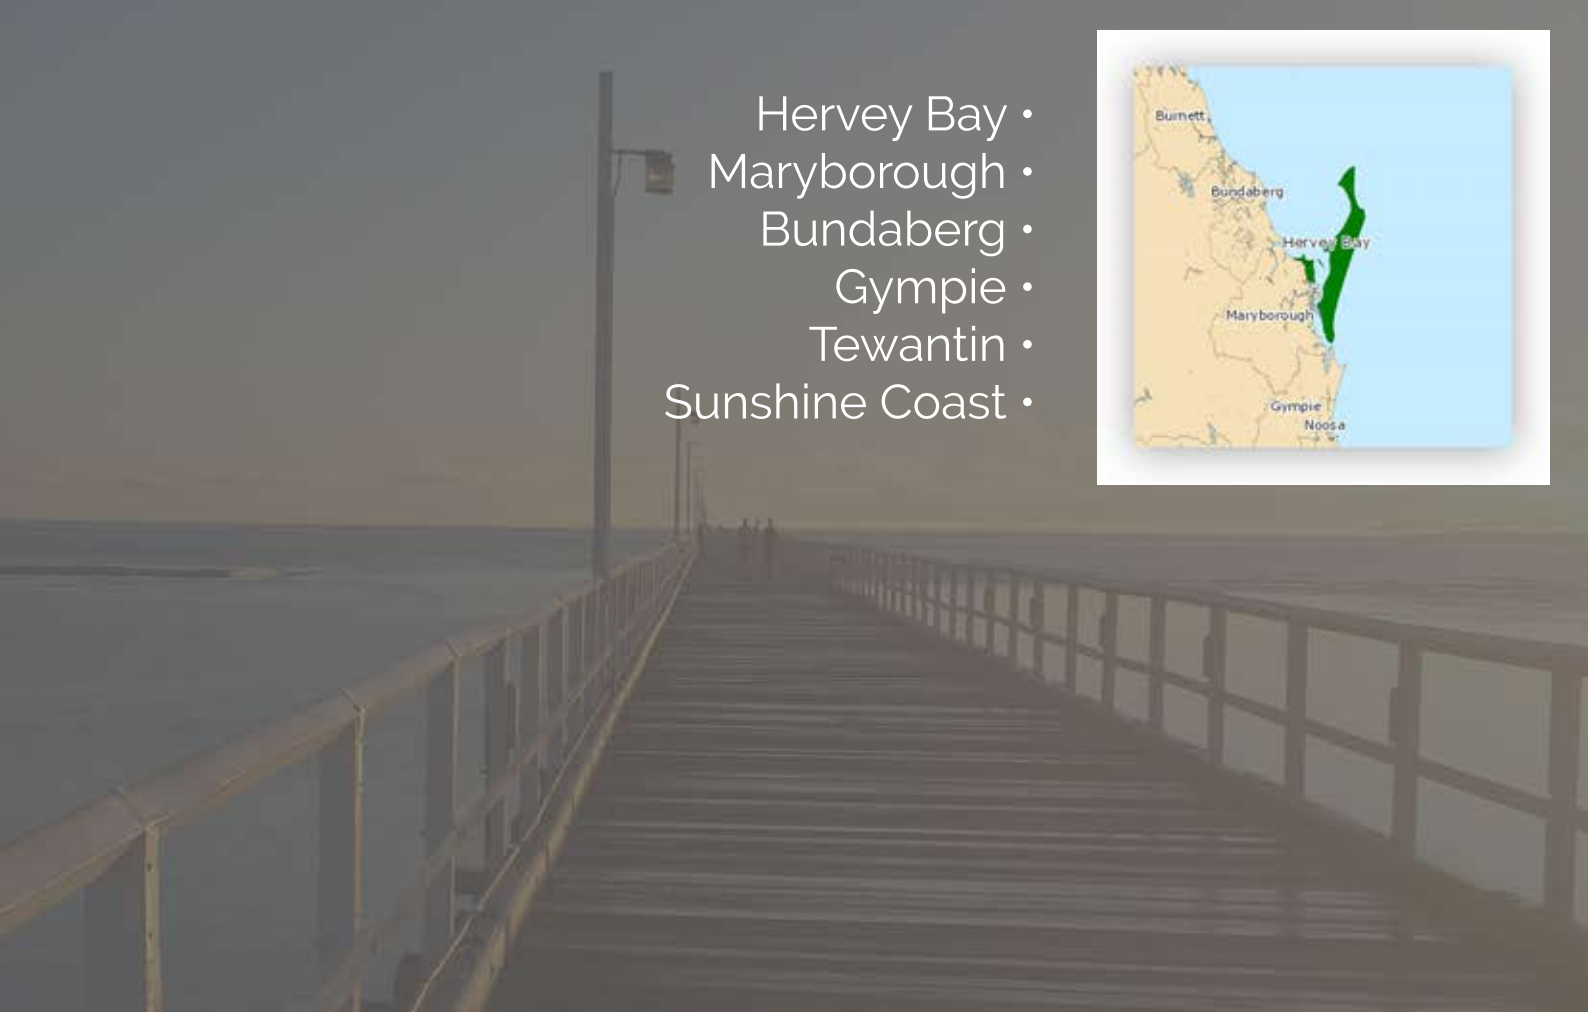 Hervey Bay •
Maryborough •
Bundaberg •
Gympie •
Tewantin •
Sunshine Coast •
Burnett
Bundaberg
Hervey Bay
Maryborough
Gympie
Noosa